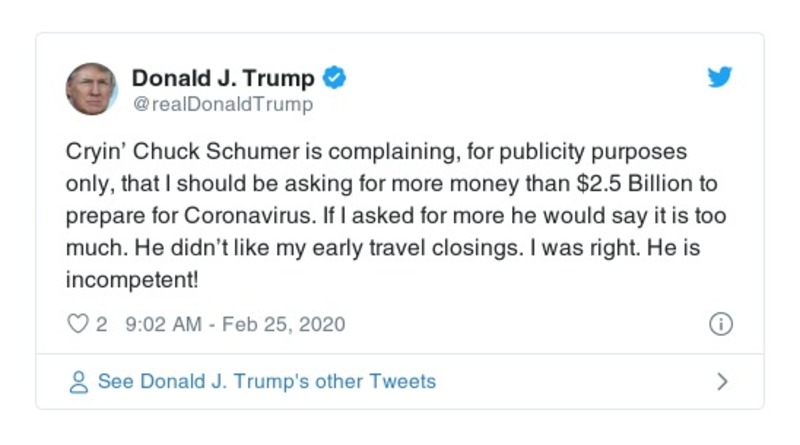 Donald J. Trump
@realDonaldTrump
Cryin’ Chuck Schumer is complaining, for publicity purposes
only, that I should be asking for more money than $2.5 Billion to
prepare for Coronavirus. If I asked for more he would say it is too
much. He didn’t like my early travel closings. I was right. He is
incompetent!
2 9:02 AM - Feb 25, 2020
See Donald J. Trump's other Tweets